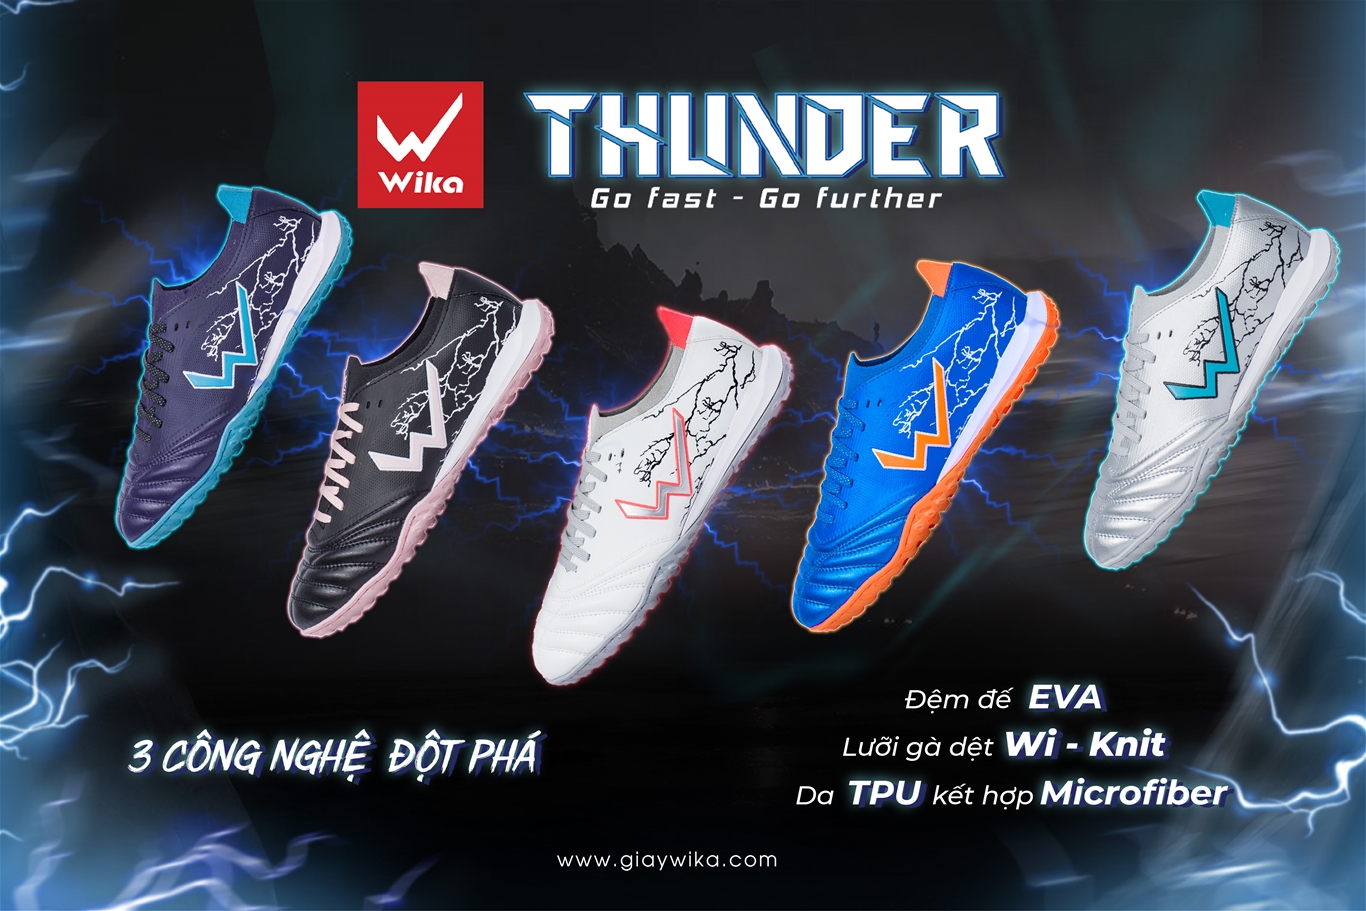 Wika
THUNDER
Go fast - Go further
3 CÔNG NGHỆ ĐỘT PHÁ
Đệm đế EVA
Lưỡi gà dệt Wi - Knit
Da TPU kết hợp Microfiber
www.giaywika.com